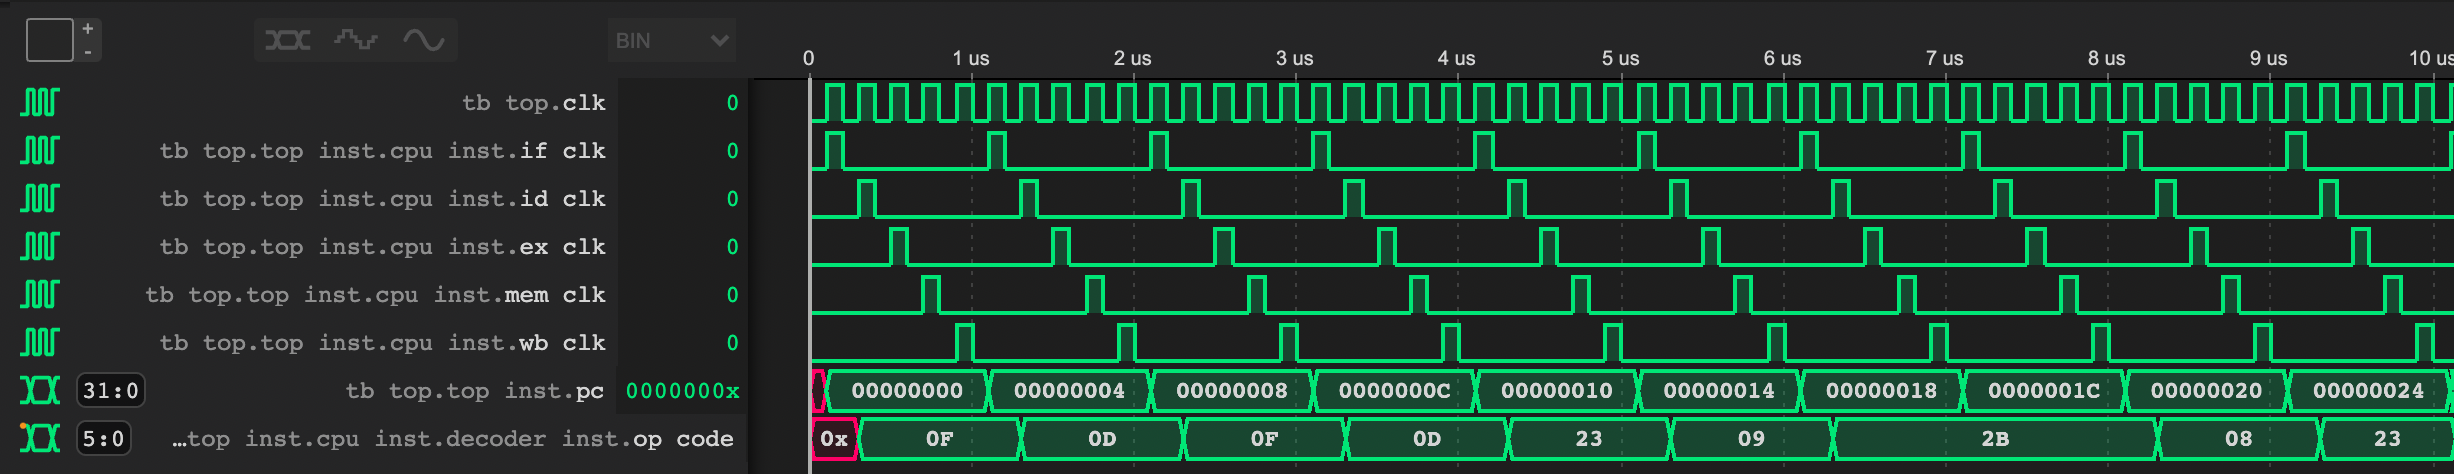 +
-
BIN
0 1 us 2 us 3 us 4 us 5 us 6 us 7 us 8 us 9 us 10 us
tb top.clk 0
tb top.top inst.cpu inst.if clk 0
tb top.top inst.cpu inst.id clk 0
tb top.top inst.cpu inst.ex clk 0
tb top.top inst.cpu inst.mem clk 0
tb top.top inst.cpu inst.wb clk 0
31:0 tb top.top inst.pc 0000000x 00000000 00000004 00000008 0000000C 00000010 00000014 00000018 0000001C 00000020 00000024
5:0 …top inst.cpu inst.decoder inst.op code 0x 0F 0D 0F 0D 23 09 2B 08 23